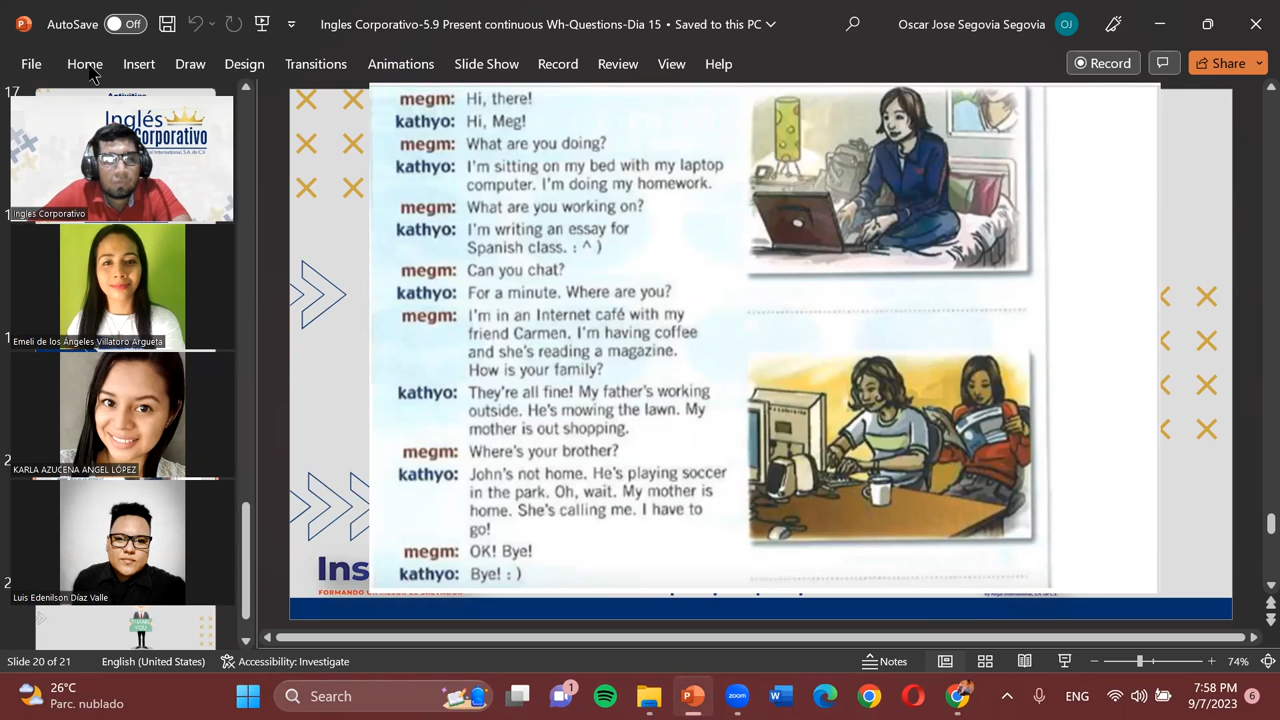 AutoSave Off Ingles Corporativo-5.9 Present continuous Wh-Questions-Dia 15 • Saved to this PC Oscar Jose Segovia Segovia OJ
File Home Insert Draw Design Transitions Animations Slide Show Record Review View Help Record Share
17
Inglés
Corporativo
Ingles Corporativo
Emeli de los Ángeles Villatoro Argueta
KARLA AZUCENA ANGEL LÓPEZ
Luis Edenilson Díaz Valle
THANK
YOU
megm: Hi, there!
kathyo: Hi, Meg!
megm: What are you doing?
kathyo: I'm sitting on my bed with my laptop
computer. I'm doing my homework.
megm: What are you working on?
kathyo: I'm writing an essay for
Spanish class. : ^ )
megm: Can you chat?
kathyo: For a minute. Where are you?
megm: I'm in an Internet café with my
friend Carmen. I'm having coffee
and she's reading a magazine.
How is your family?
kathyo: They're all fine! My father's working
outside. He's mowing the lawn. My
mother is out shopping.
megm: Where's your brother?
kathyo: John's not home. He's playing soccer
in the park. Oh, wait. My mother is
home. She's calling me. I have to
go!
megm: OK! Bye!
kathyo: Bye! : )
Ins
Slide 20 of 21 English (United States) Accessibility: Investigate Notes 74%
26°C
Parc. nublado
Search
1
zoom
ENG
7:58 PM
9/7/2023
6